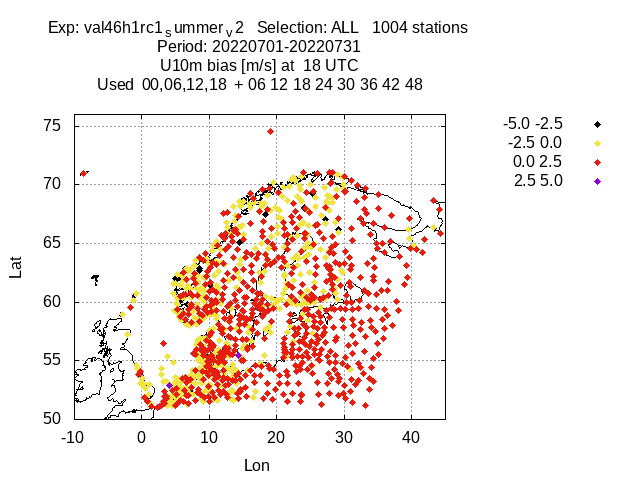 Exp: val46h1rc1summerv2 Selection: ALL 1004 stations
Period: 20220701-20220731
U10m bias [m/s] at 18 UTC
Used 00,06,12,18 + 06 12 18 24 30 36 42 48
-5.0 -2.5
-2.5 0.0
0.0 2.5
2.5 5.0
75
70
65
60
55
50
Lat
-10 0 10 20 30 40
Lon